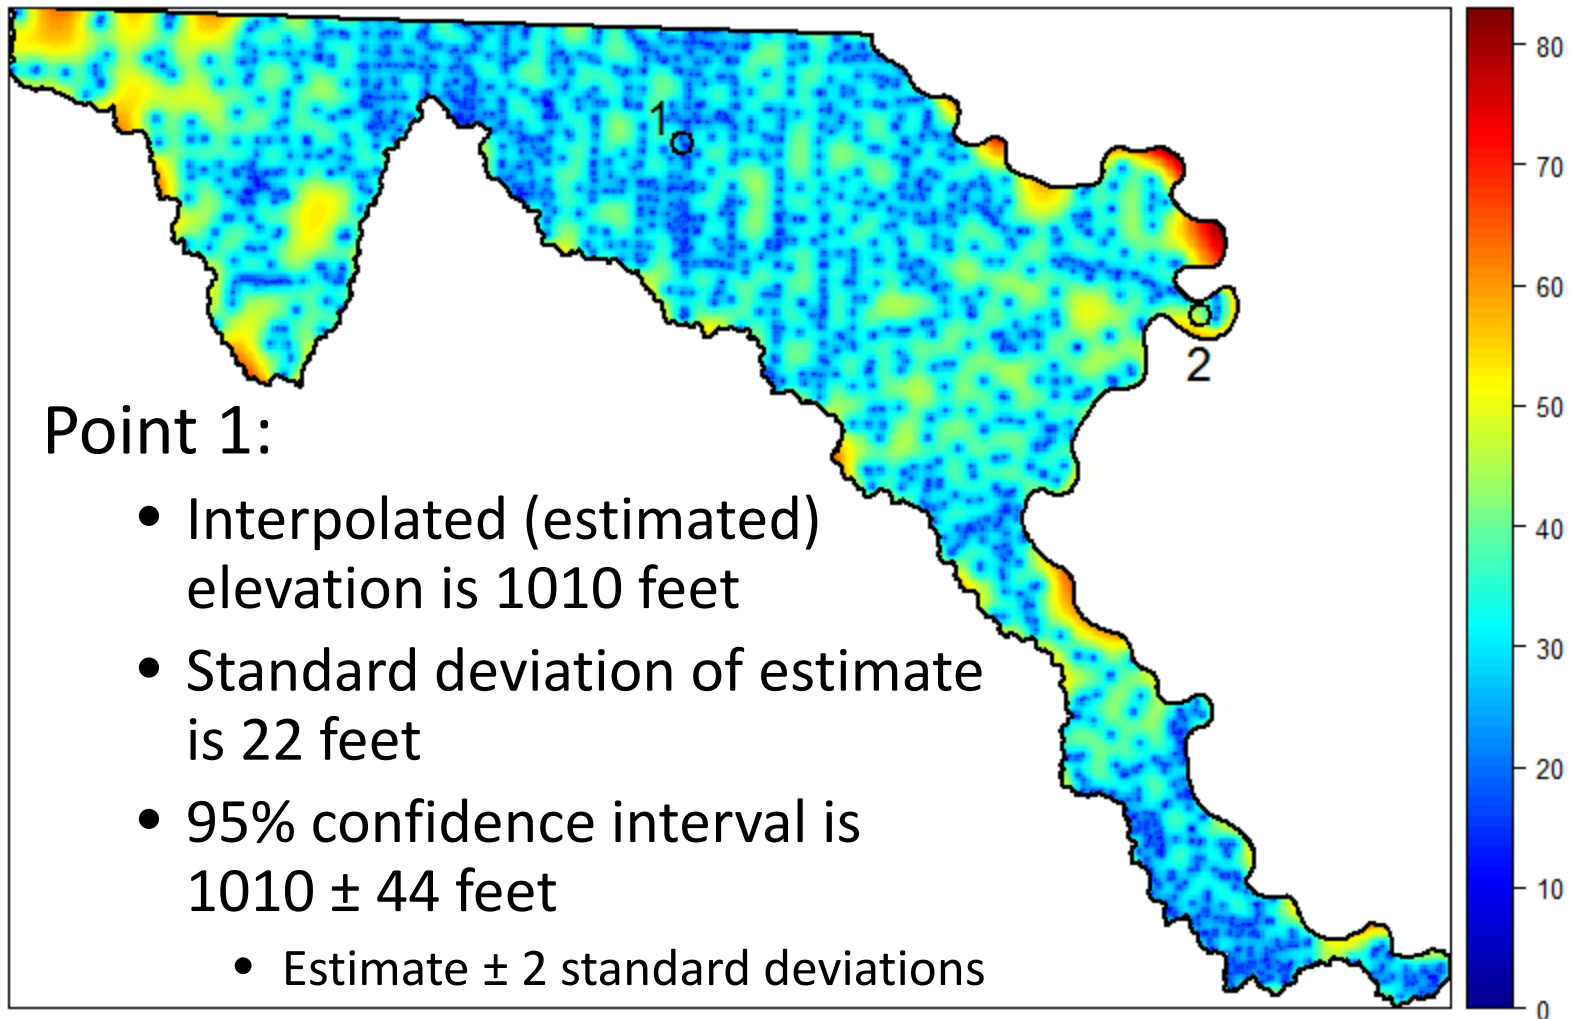 1
2
Point 1:
• Interpolated (estimated)
elevation is 1010 feet
• Standard deviation of estimate
is 22 feet
• 95% confidence interval is
1010 ± 44 feet
• Estimate ± 2 standard deviations
80
70
60
50
40
30
20
10
0